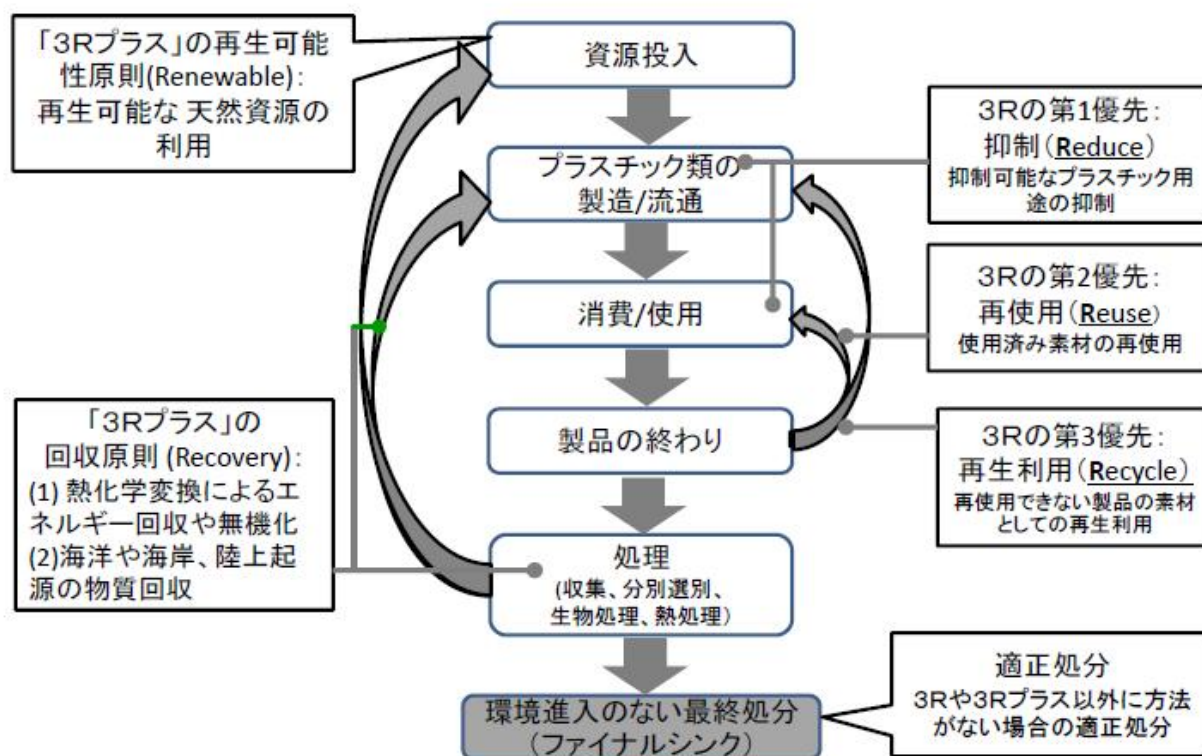 「3Rプラス」の再生可能
性原則(Renewable):
再生可能な 天然資源の
利用
資源投入
プラスチック類の
製造/流通
消費/使用
製品の終わり
処理
(収集、分別選別、
生物処理、熱処理)
環境進入のない最終処分
(ファイナルシンク)
3Rの第1優先:
抑制(Reduce)
抑制可能なプラスチック用
途の抑制
3Rの第2優先:
再使用(Reuse)
使用済み素材の再使用
3Rの第3優先:
再生利用(Recycle)
再使用できない製品の素材
としての再生利用
「3Rプラス」の
回収原則 (Recovery):
(1) 熱化学変換によるエ
ネルギー回収や無機化
(2)海洋や海岸、陸上起
源の物質回収
適正処分
3Rや3Rプラス以外に方法
がない場合の適正処分